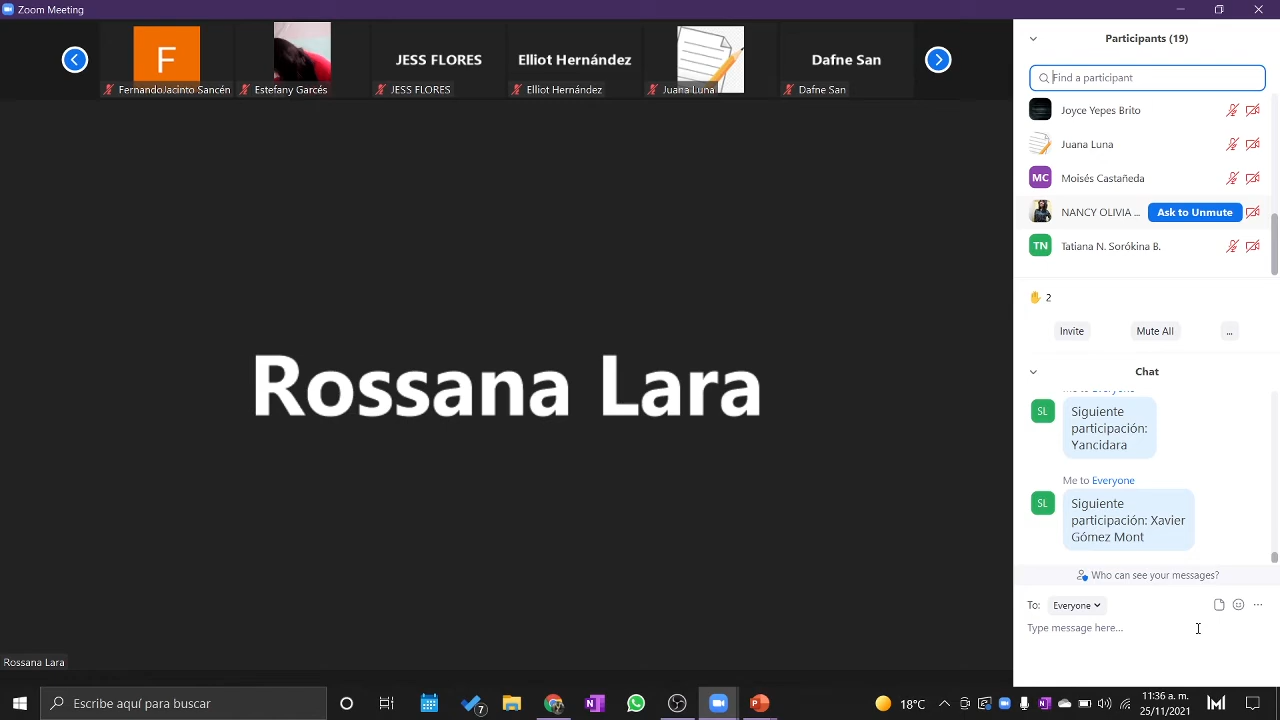 Zoom Meeting
F
JESS FLORES
Elliot Hernández
Dafne San
FernandoJacinto Sancén
Estefany Garcés
JESS FLORES
Elliot Hernández
Juana Luna
Dafne San
Rossana Lara
Rossana Lara
Participants (19)
Find a participant
Joyce Yepes Brito
Juana Luna
MC Moisés Castañeda
NANCY OLIVIA ... Ask to Unmute
TN Tatiana N. Sorókina B.
2
Invite Mute All ...
Chat
Me to Everyone
SL Siguiente
participación:
Yancidara
Me to Everyone
SL Siguiente
participación: Xavier
Gómez Mont
Who can see your messages?
To: Everyone
Type message here...
Escribe aquí para buscar
7
18°C
11:36 a. m.
25/11/2021